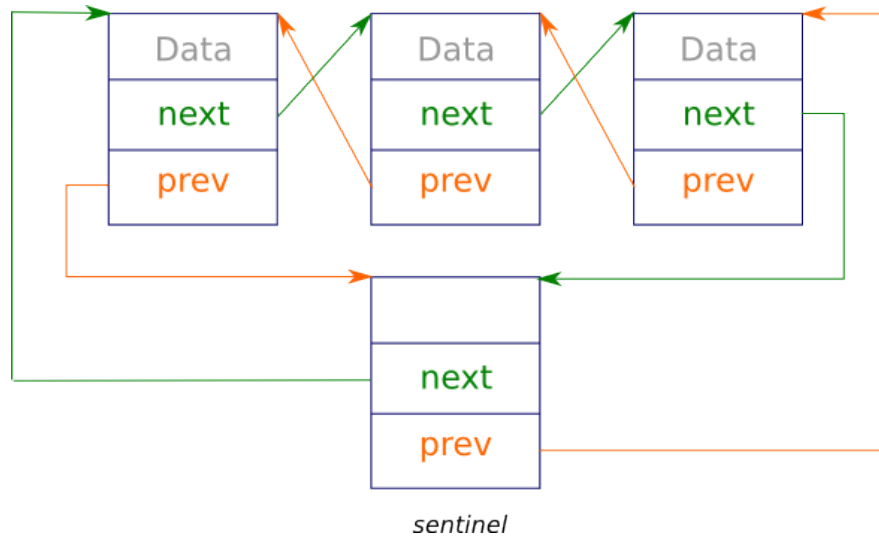 Data Data Data
next next next
prev prev prev
next
prev
sentinel